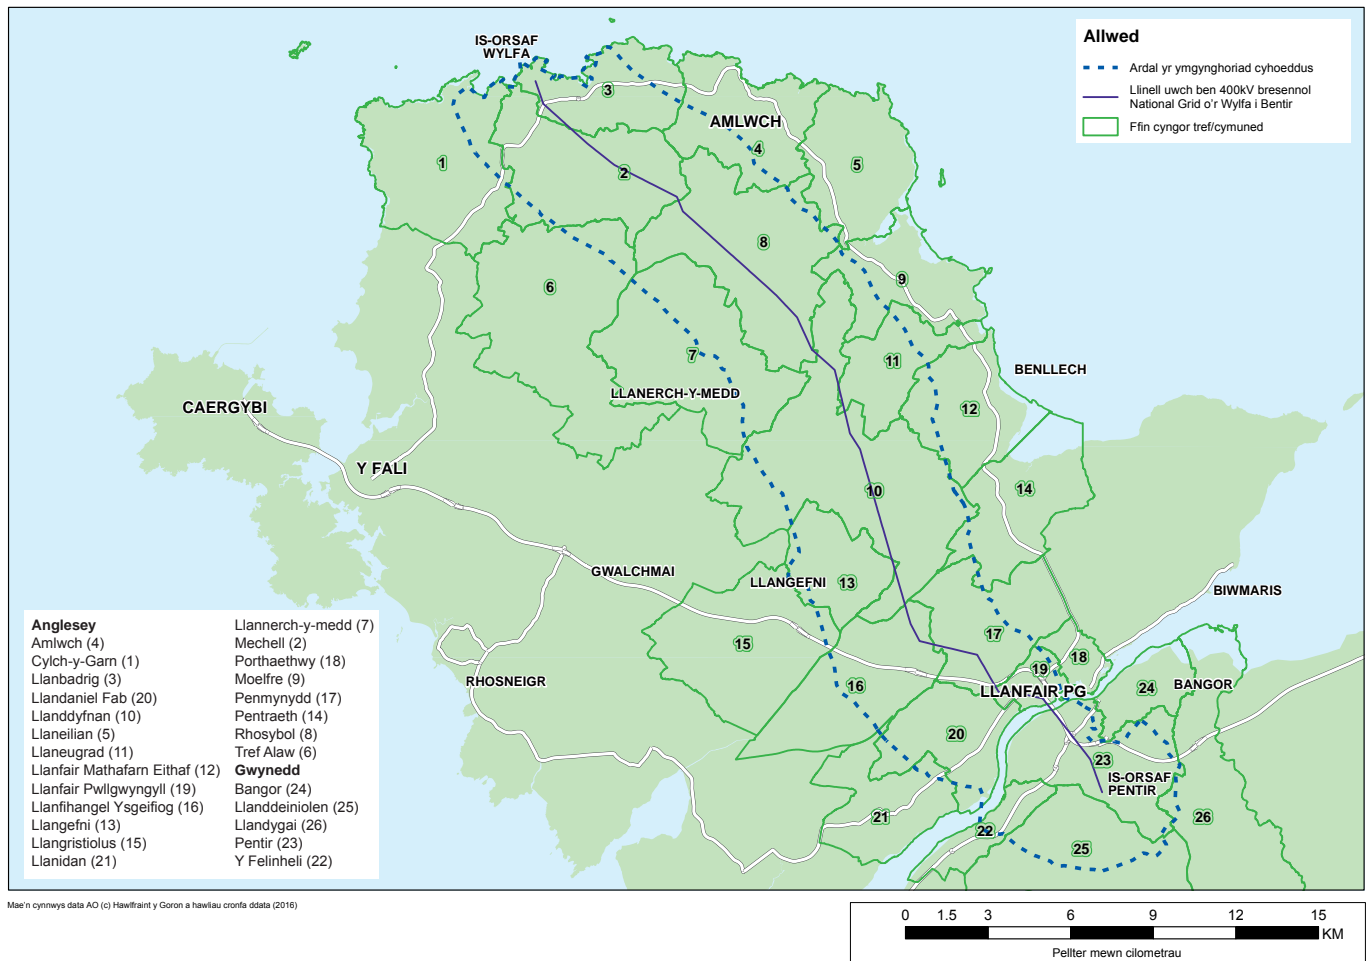 IS-ORSAF
WYLFA
AMLWCH
BENLLECH
LLANERCH-Y-MEDD
CAERGYBI
Y FALI
GWALCHMAI
LLANGEFNI
BIWMARIS
RHOSNEIGR
LLANFAIR PG
BANGOR
IS-ORSAF
PENTIR
1
2
3
4
5
6
7
8
9
10
11
12
13
14
15
16
17
18
19
20
21
22
23
24
25
26
Allwed
Ardal yr ymgynghoriad cyhoeddus
Llinell uwch ben 400kV bresennol
National Grid o'r Wylfa i Bentir
Ffin cyngor tref/cymuned
Anglesey
Amlwch (4)
Cylch-y-Garn (1)
Llanbadrig (3)
Llandaniel Fab (20)
Llanddyfnan (10)
Llaneilian (5)
Llaneugrad (11)
Llanfair Mathafarn Eithaf (12)
Llanfair Pwllgwyngyll (19)
Llanfihangel Ysgeifiog (16)
Llangefni (13)
Llangristiolus (15)
Llanidan (21)
Llannerch-y-medd (7)
Mechell (2)
Porthaethwy (18)
Moelfre (9)
Penmynydd (17)
Pentraeth (14)
Rhosybol (8)
Tref Alaw (6)
Gwynedd
Bangor (24)
Llanddeiniolen (25)
Llandygai (26)
Pentir (23)
Y Felinheli (22)
Mae'n cynnwys data AO (c) Hawlfraint y Goron a hawliau cronfa ddata (2016)
0 1.5 3 6 9 12 15
KM
Pellter mewn cilometrau